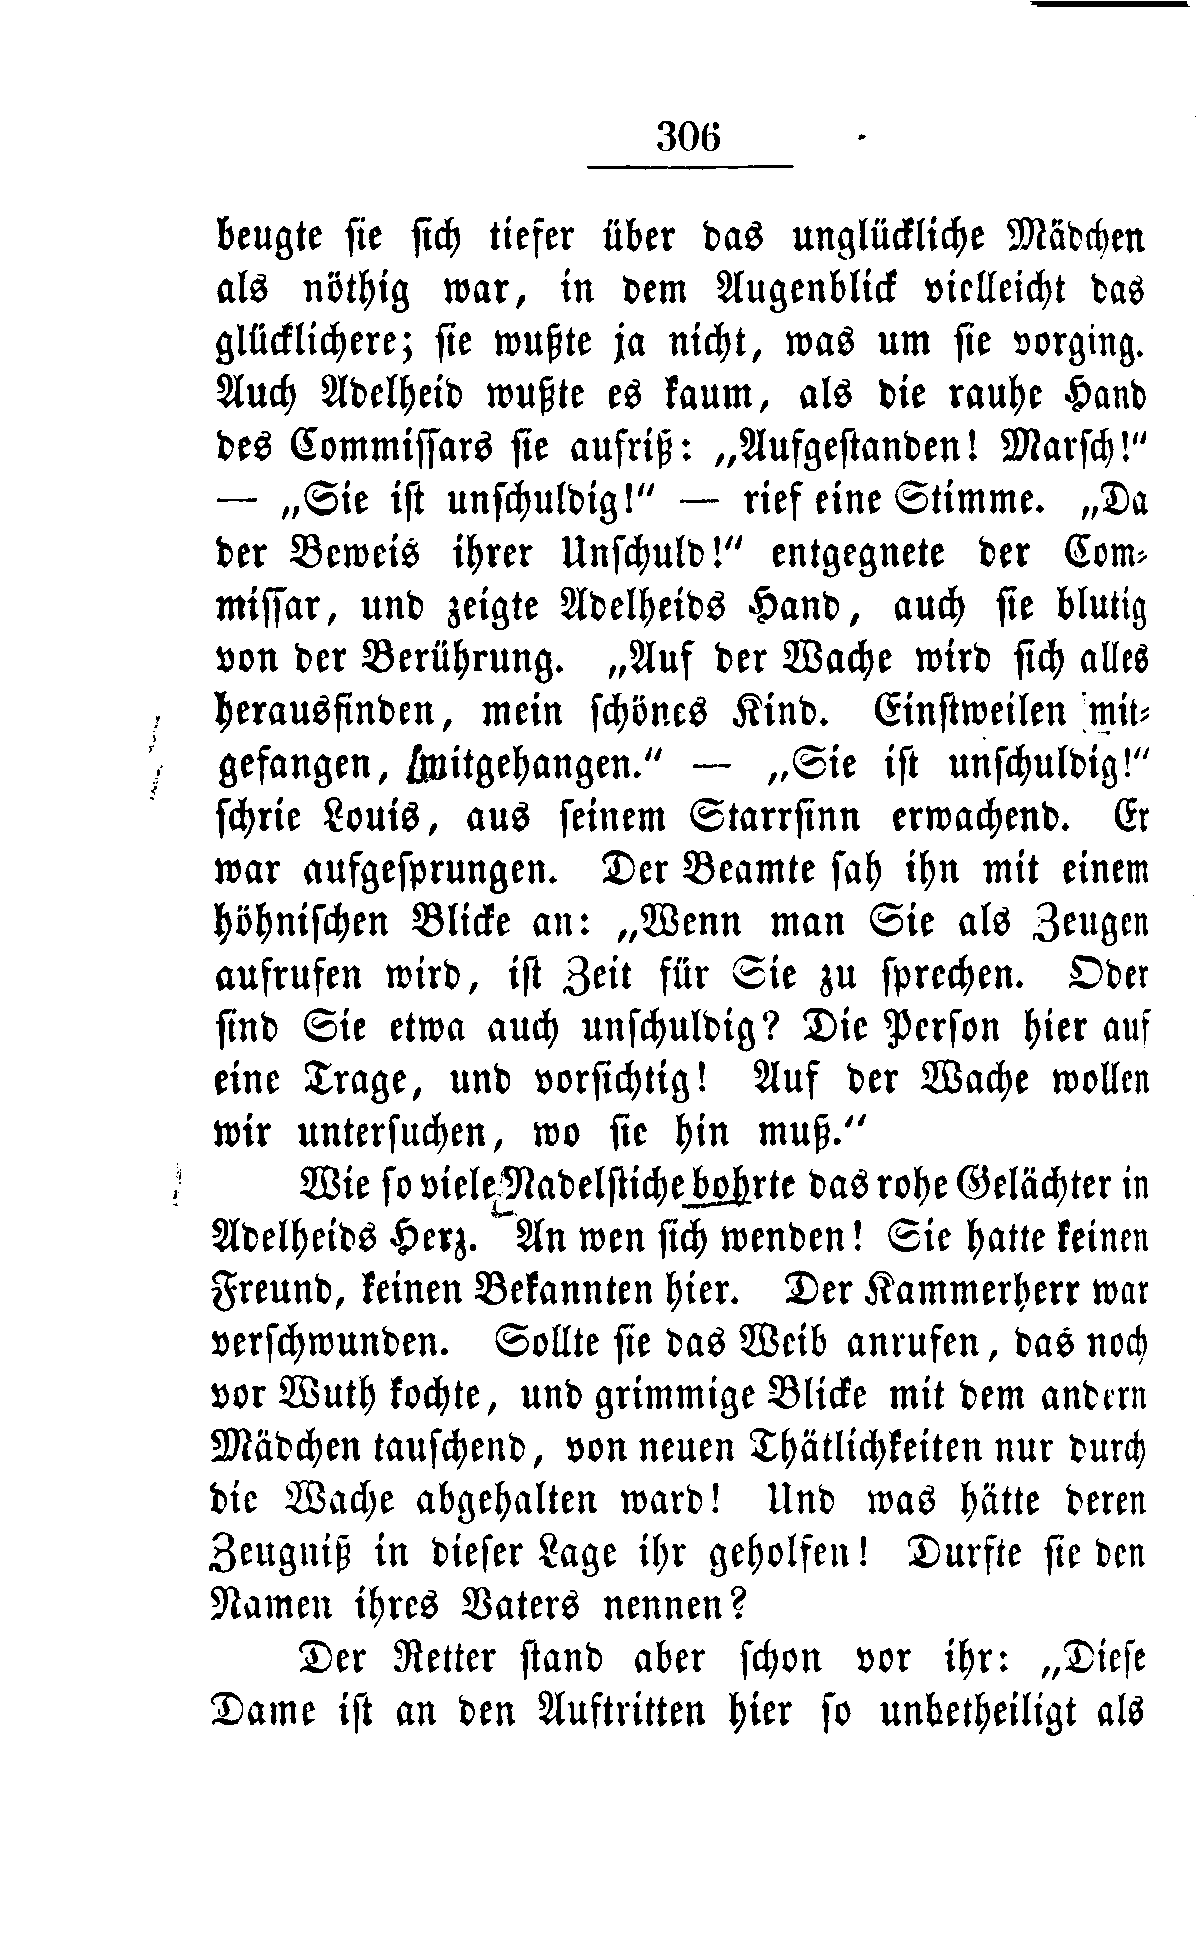 306
beugte sie sich tiefer über das unglückliche Mädchen
als nöthig war, in dem Augenblick vielleicht das
glücklichere; sie wußte ja nicht, was um sie vorging.
Auch Adelheid wußte es kaum, als die rauhe Hand
des Commissars sie aufriß: „Aufgestanden! Marsch!“
— „Sie ist unschuldig!“ — rief eine Stimme. „Da
der Beweis ihrer Unschuld!“ entgegnete der Com-
missar, und zeigte Adelheids Hand, auch sie blutig
von der Berührung. „Auf der Wache wird sich alles
herausfinden, mein schönes Kind. Einstweilen mit-
gefangen, mitgehangen.“ — „Sie ist unschuldig!“
schrie Louis, aus seinem Starrsinn erwachend. Er
war aufgesprungen. Der Beamte sah ihn mit einem
höhnischen Blicke an: „Wenn man Sie als Zeugen
aufrufen wird, ist Zeit für Sie zu sprechen. Oder
sind Sie etwa auch unschuldig? Die Person hier auf
eine Trage, und vorsichtig! Auf der Wache wollen
wir untersuchen, wo sie hin muß.“
Wie so viele Nadelstiche bohrte das rohe Gelächter in
Adelheids Herz. An wen sich wenden! Sie hatte keinen
Freund, keinen Bekannten hier. Der Kammerherr war
verschwunden. Sollte sie das Weib anrufen, das noch
vor Wuth kochte, und grimmige Blicke mit dem andern
Mädchen tauschend, von neuen Thätlichkeiten nur durch
die Wache abgehalten ward! Und was hätte deren
Zeugniß in dieser Lage ihr geholfen! Durfte sie den
Namen ihres Vaters nennen?
Der Retter stand aber schon vor ihr: „Diese
Dame ist an den Auftritten hier so unbetheiligt als